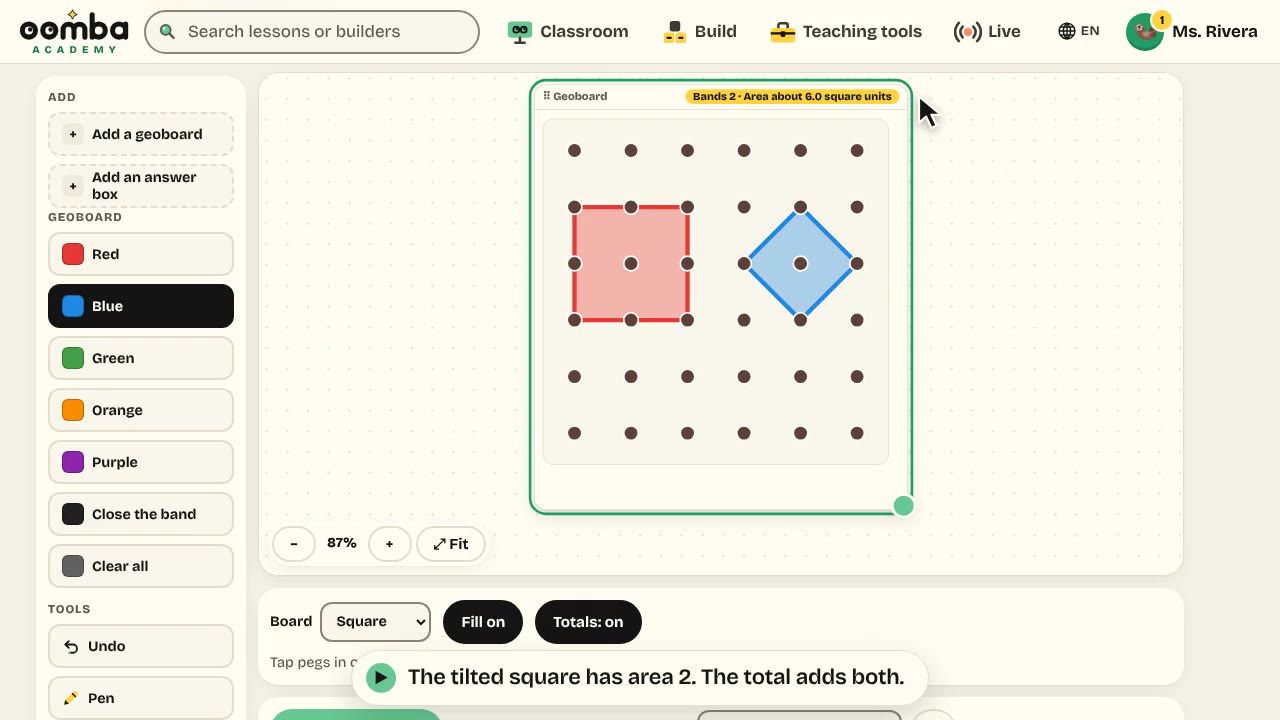 oomba
ACADEMY
Search lessons or builders
Classroom
Build
Teaching tools
Live
EN
1
Ms. Rivera
ADD
+ Add a geoboard
+ Add an answer
box
GEOBOARD
Red
Blue
Green
Orange
Purple
Close the band
Clear all
TOOLS
Undo
Pen
Geoboard
Bands 2 · Area about 6.0 square units
− 87% + Fit
Board Square Fill on Totals: on
Tap pegs in
The tilted square has area 2. The total adds both.